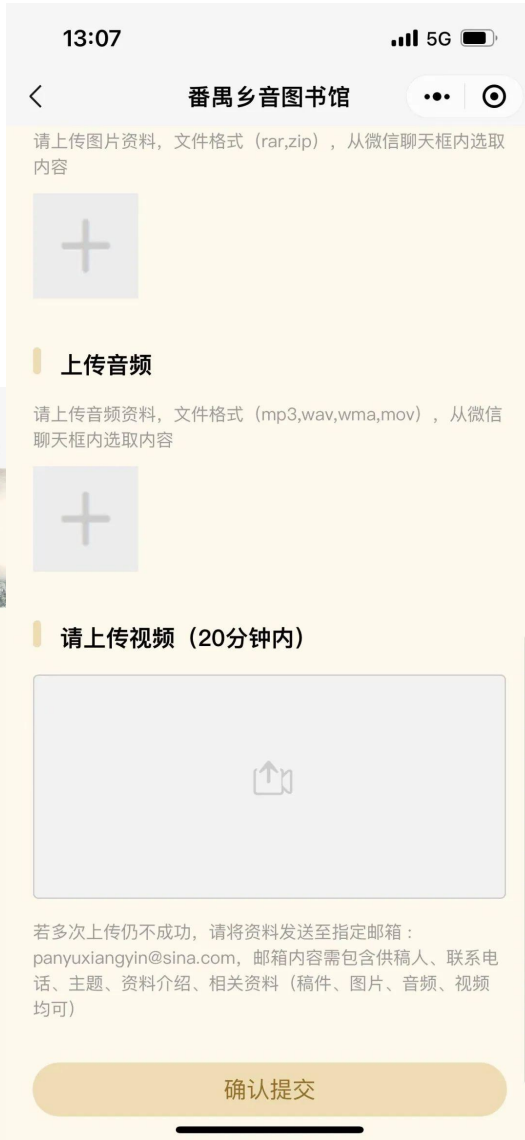 13:07
5G
番禺乡音图书馆
请上传图片资料，文件格式（rar,zip），从微信聊天框内选取
内容
上传音频
请上传音频资料，文件格式（mp3,wav,wma,mov），从微信
聊天框内选取内容
请上传视频（20分钟内）
若多次上传仍不成功，请将资料发送至指定邮箱：
panyuxiangyin@sina.com，邮箱内容需包含供稿人、联系电
话、主题、资料介绍、相关资料（稿件、图片、音频、视频
均可）
确认提交